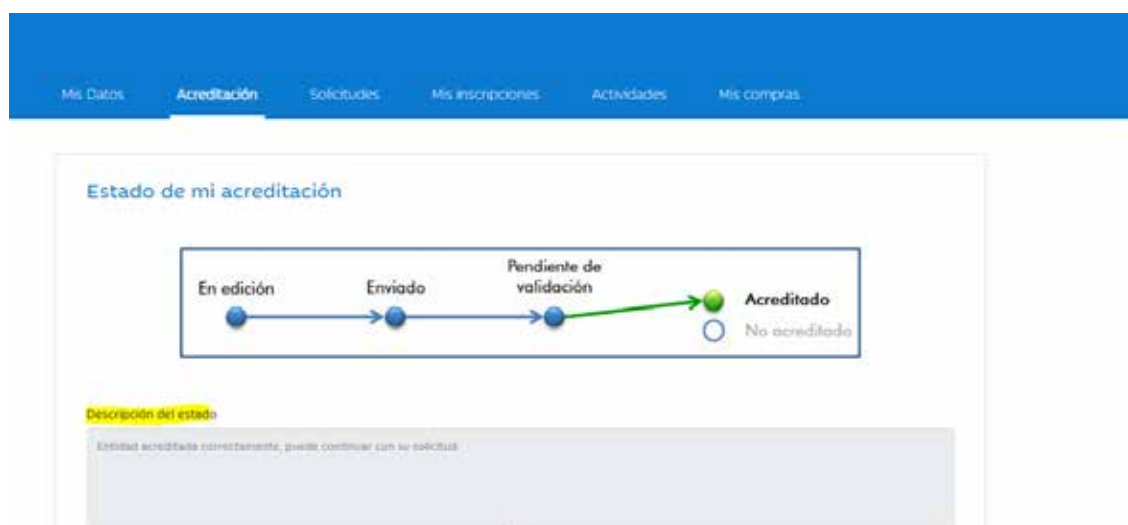 Mis Datos Acreditación Solicitudes Mis inscripciones Actividades Mis compras
Estado de mi acreditación
En edición Enviado Pendiente de validación Acreditado
No acreditado
Descripción del estado
Entidad acreditada correctamente, puede continuar con su solicitud.